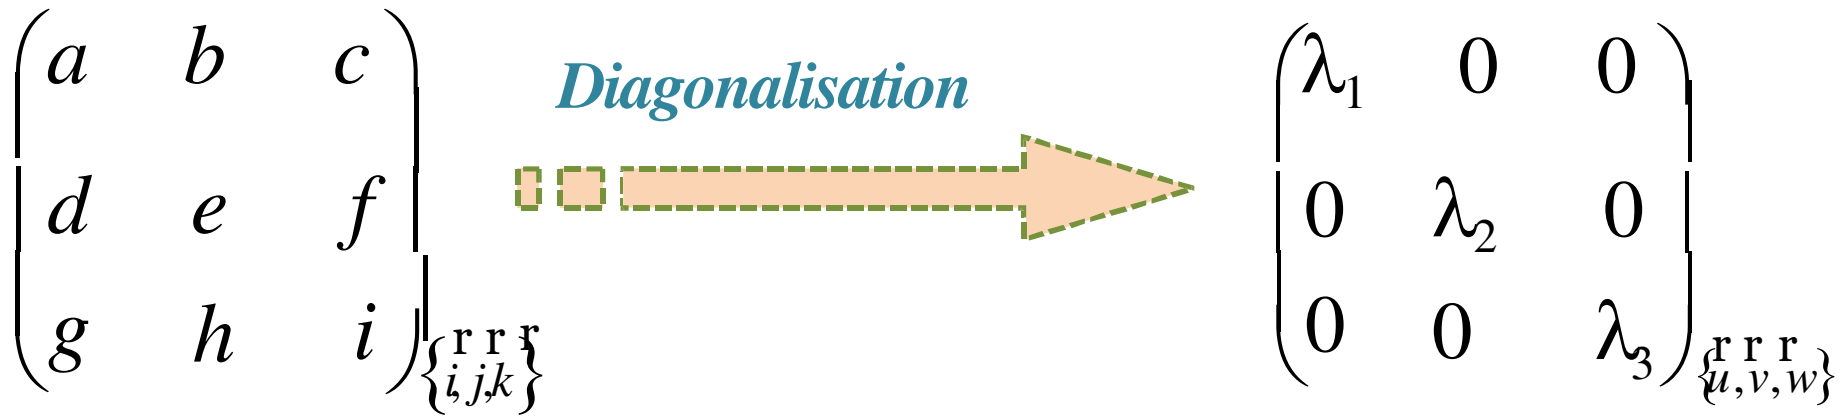 a b c
d e f
g h i
r r r
{i, j,k}
Diagonalisation
λ1 0 0
0 λ2 0
0 0 λ3
r r r
{u,v,w}